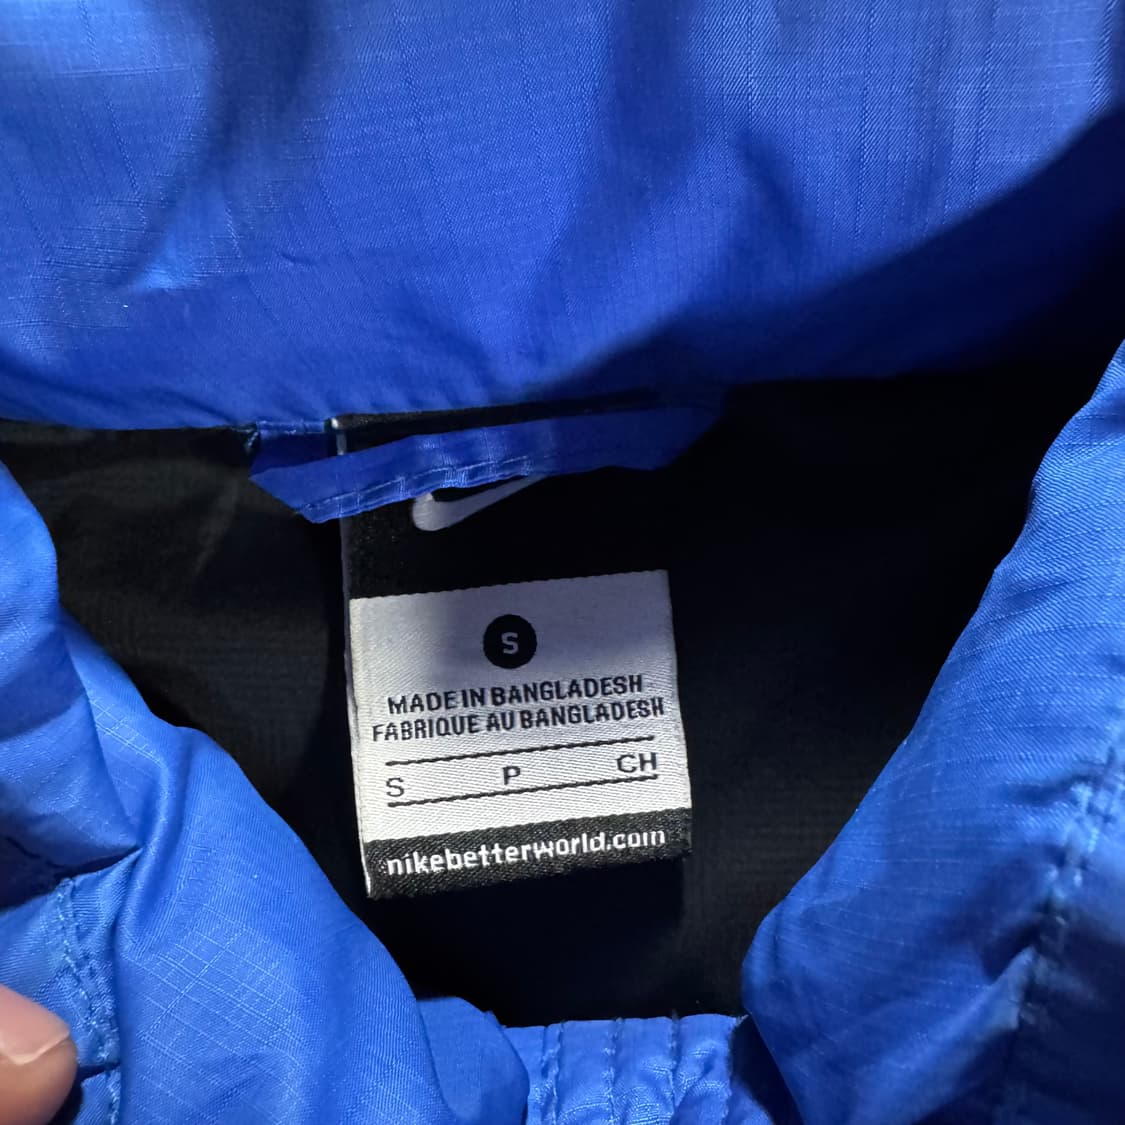 S
MADE IN BANGLADESH
FABRIQUE AU BANGLADESH
S P CH
nikebetterworld.com